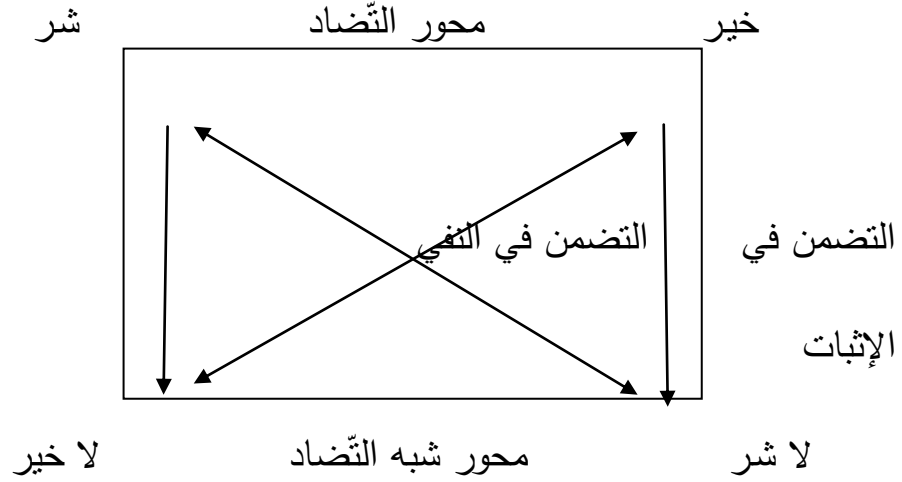 خير محور التّضاد شر
التضمن في التضمن في النفي
الإثبات
لا شر محور شبه التّضاد لا خير